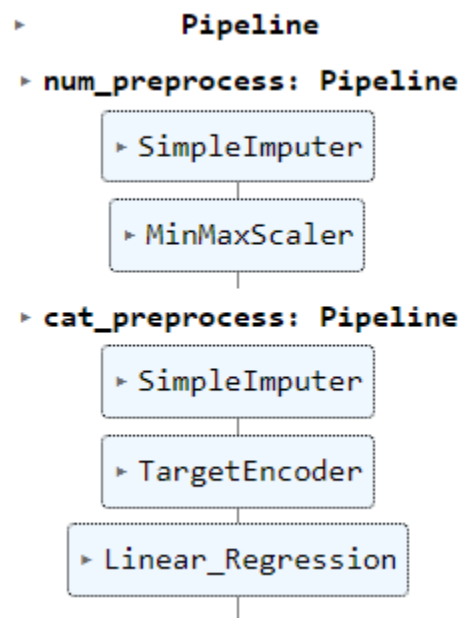 Pipeline
num_preprocess: Pipeline
SimpleImputer
MinMaxScaler
cat_preprocess: Pipeline
SimpleImputer
TargetEncoder
Linear_Regression